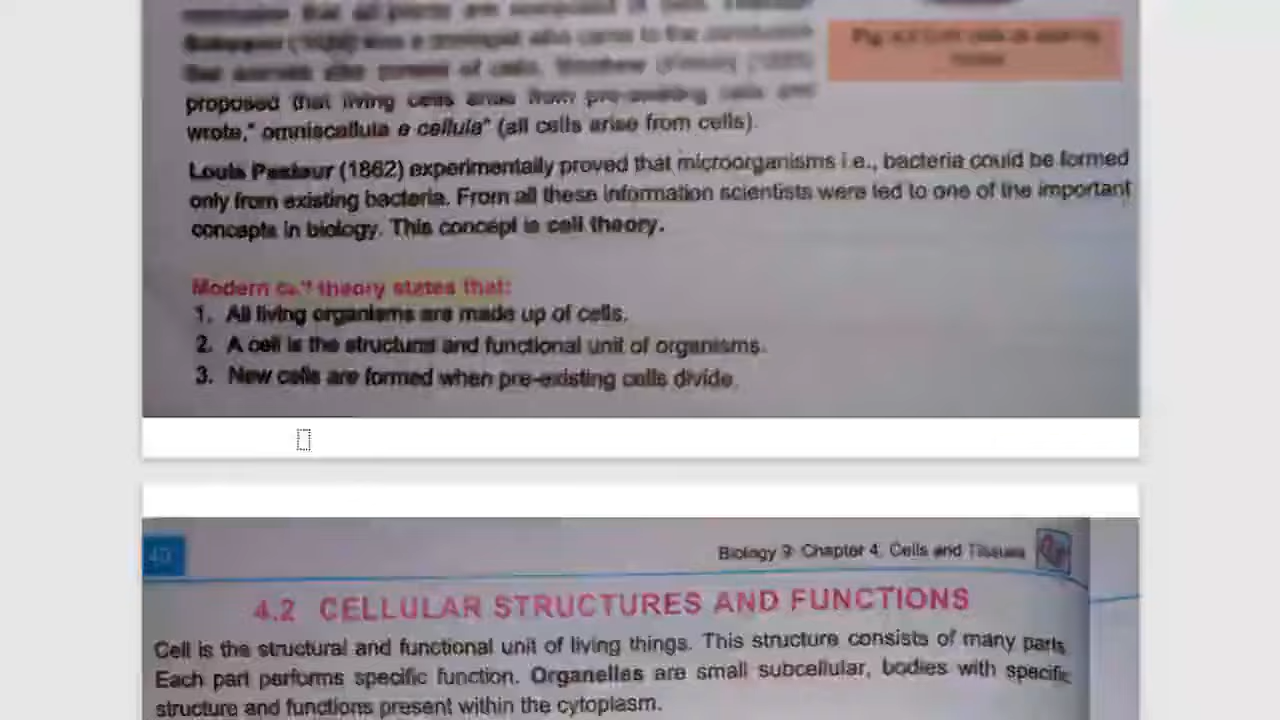 proposed that living cells arise from pre-existing cells and
wrote," omniscellula e cellula" (all cells arise from cells).
Louis Pasteur (1862) experimentally proved that microorganisms i.e., bacteria could be formed
only from existing bacteria. From all these information scientists were led to one of the important
concepts in biology. This concept is cell theory.
Modern cell theory states that:
1. All living organisms are made up of cells.
2. A cell is the structural and functional unit of organisms.
3. New cells are formed when pre-existing cells divide.
40
Biology 9: Chapter 4: Cells and Tissues
4.2 CELLULAR STRUCTURES AND FUNCTIONS
Cell is the structural and functional unit of living things. This structure consists of many parts
Each part performs specific function. Organelles are small subcellular, bodies with specific
structure and functions present within the cytoplasm.